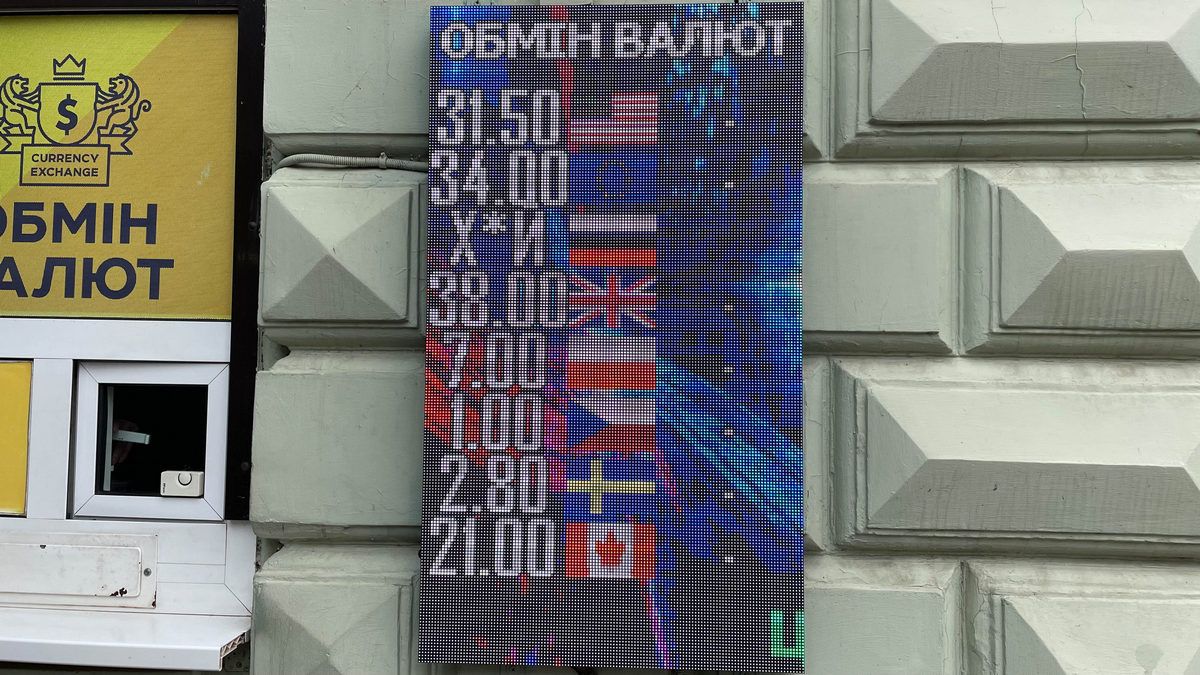 $
CURRENCY
EXCHANGE
ОБМІН
ВАЛЮТ
ОБМІН ВАЛЮТ
31.50
34.00
Х*И
38.00
7.00
1.00
2.80
21.00